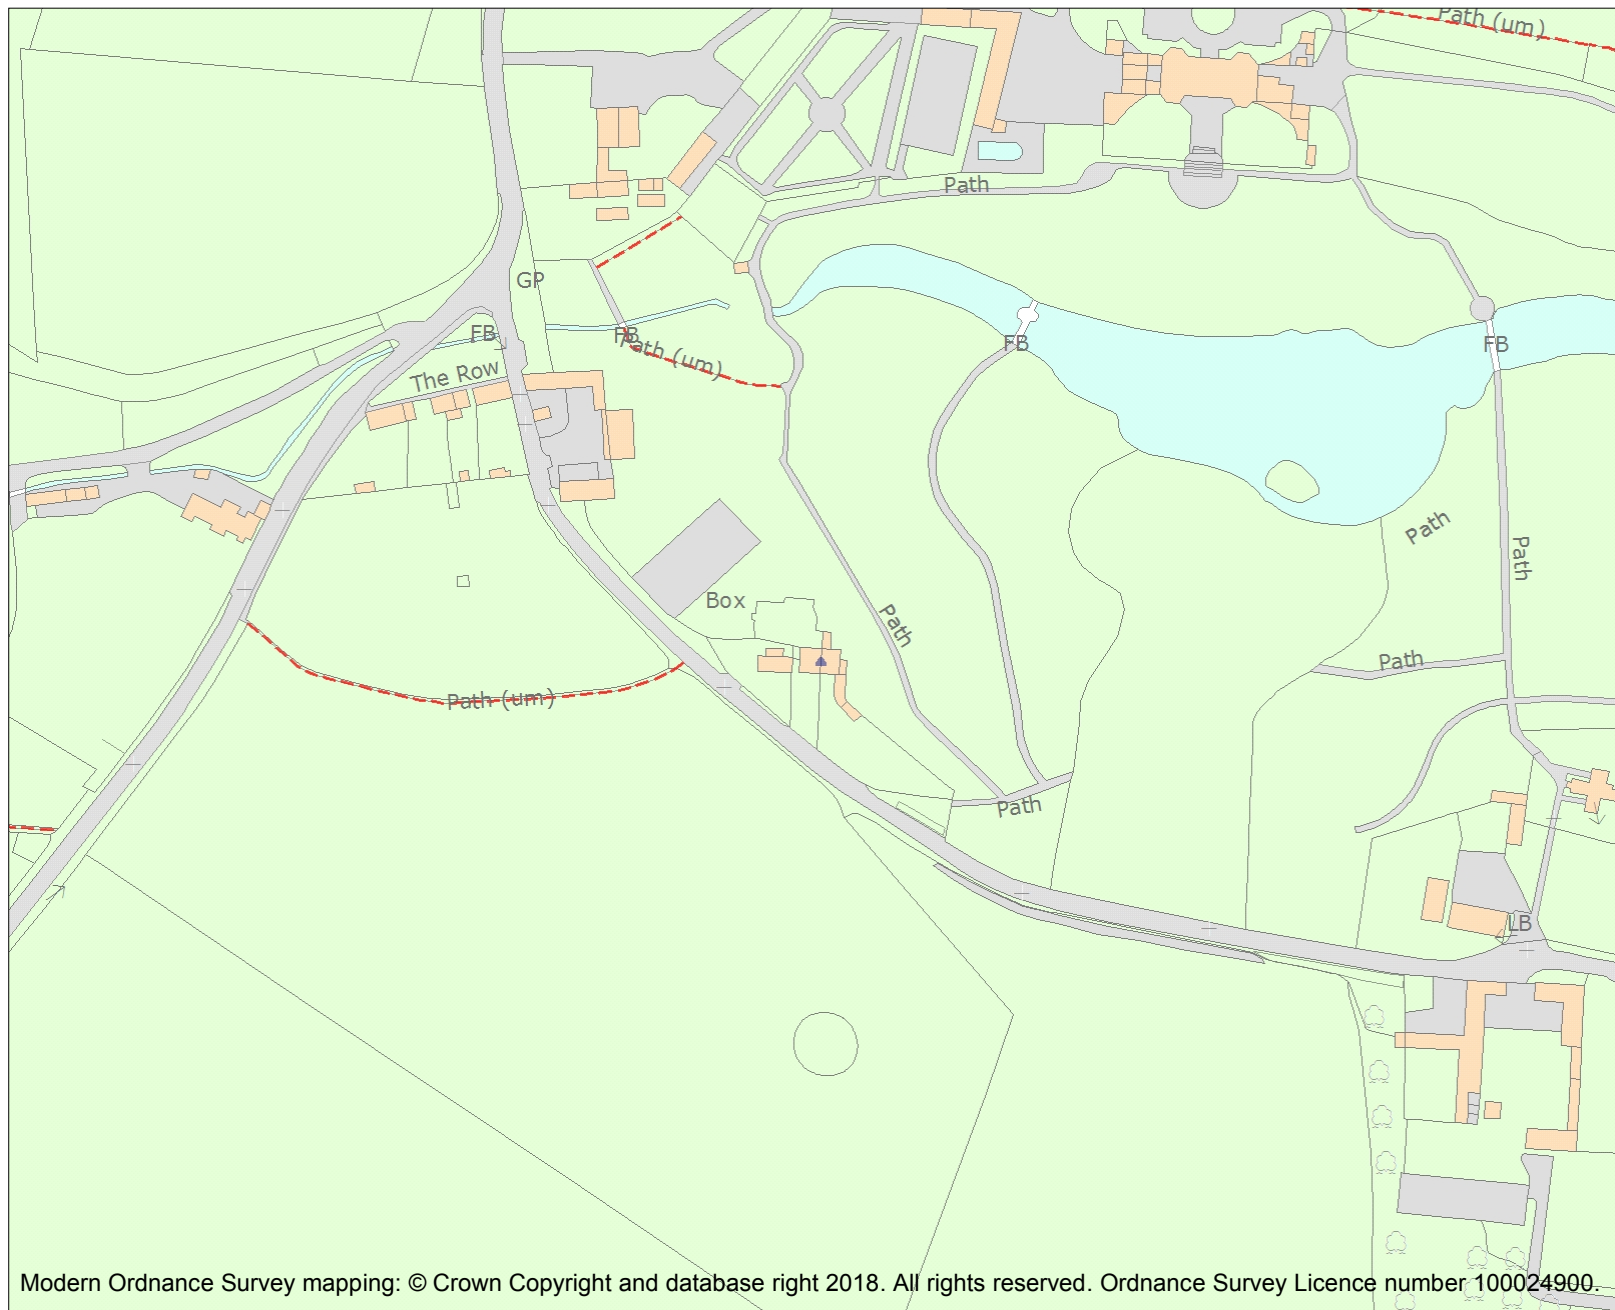 Path (um)
Path
GP
FB
FB
Path (um)
FB
FB
The Row
Path
Path
Box
Path
Path
Path (um)
Path
LB
Modern Ordnance Survey mapping: © Crown Copyright and database right 2018. All rights reserved. Ordnance Survey Licence number 100024900.